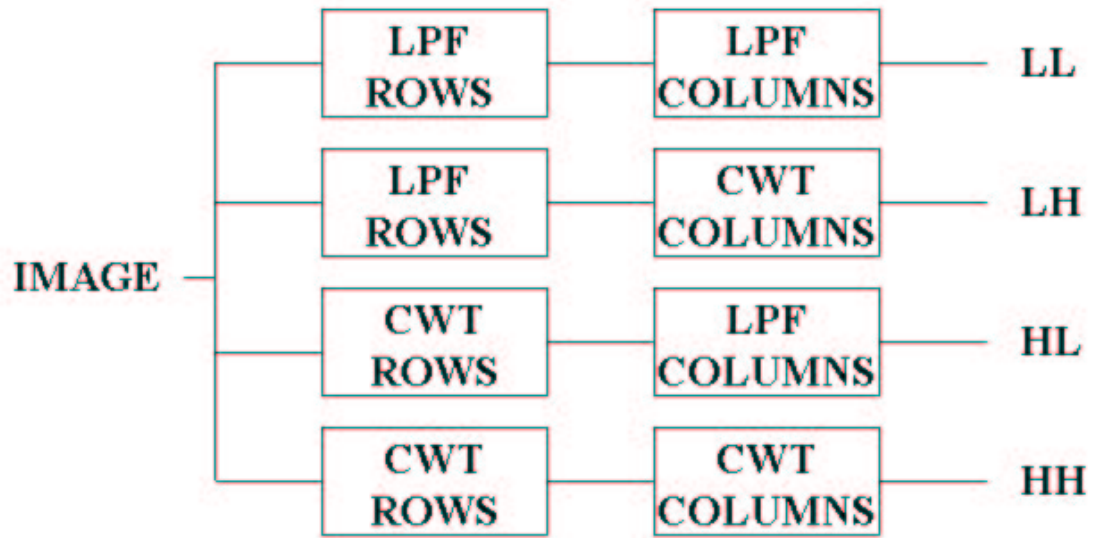 LPF
ROWS
LPF
COLUMNS
LL
LPF
ROWS
CWT
COLUMNS
LH
IMAGE
CWT
ROWS
LPF
COLUMNS
HL
CWT
ROWS
CWT
COLUMNS
HH